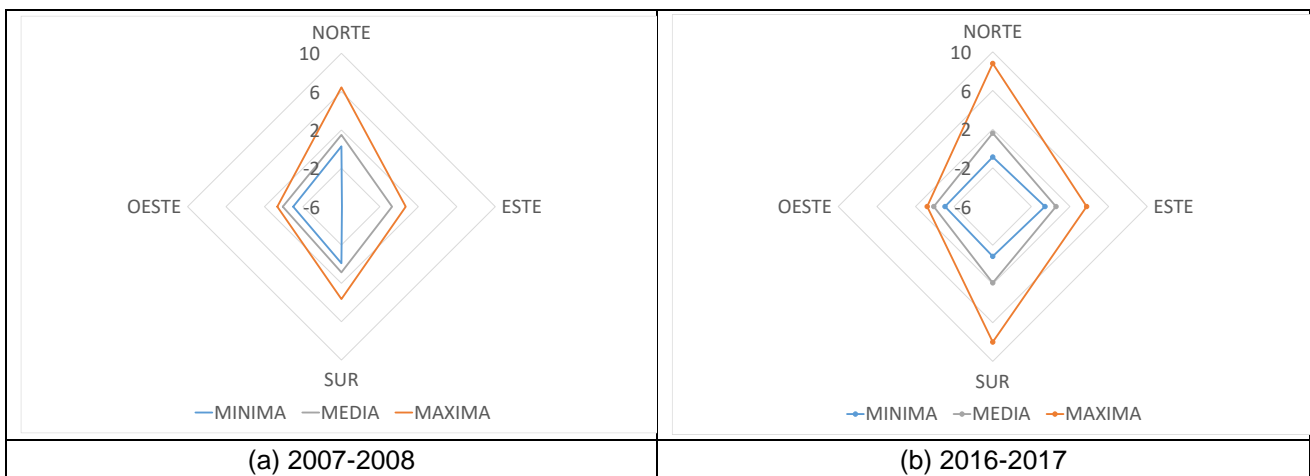 NORTE
10
6
2
-2
-6
OESTE
ESTE
SUR
MINIMA MEDIA MAXIMA
(a) 2007-2008
NORTE
10
6
2
-2
-6
OESTE
ESTE
SUR
MINIMA MEDIA MAXIMA
(b) 2016-2017